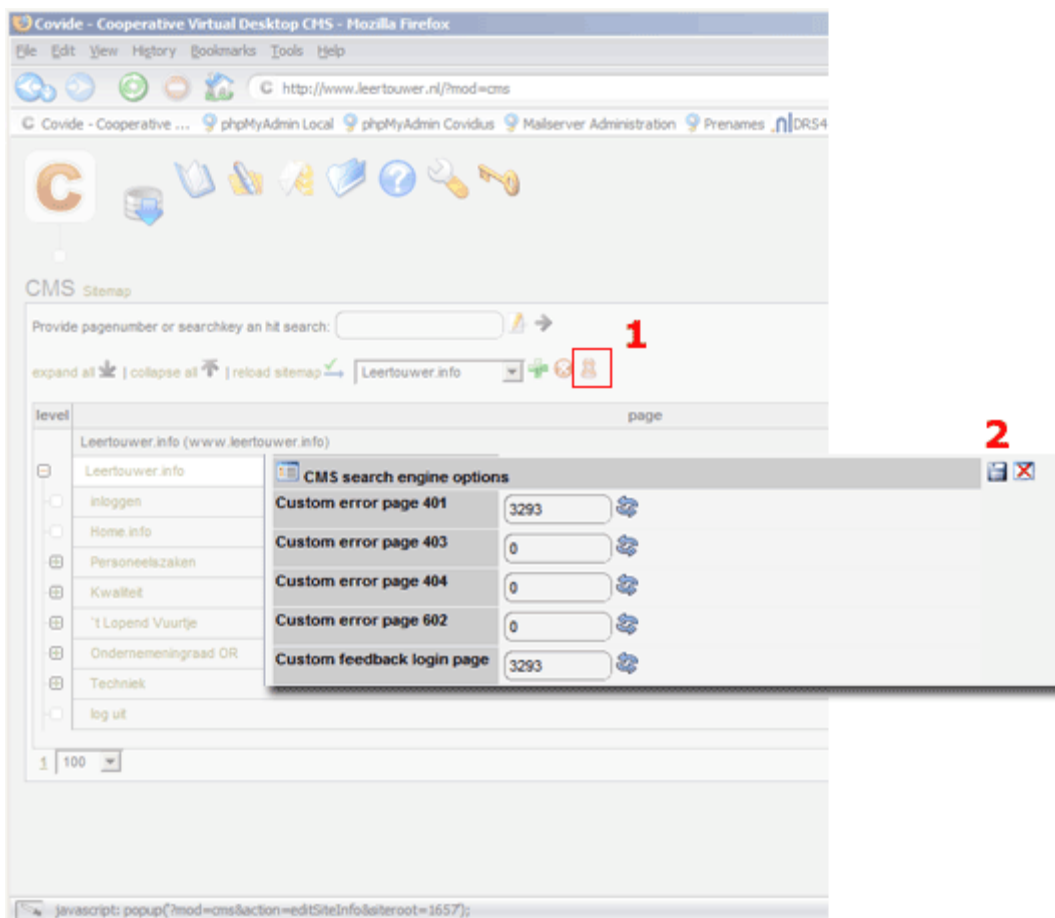 Covide - Cooperative Virtual Desktop CMS - Mozilla Firefox
File Edit View History Bookmarks Tools Help
C http://www.leertouwer.nl/?mod=cms
C Covide - Cooperative ... phpMyAdmin Local phpMyAdmin Covidius Mailserver Administration Prenames DRS4
C
CMS Sitemap
Provide pagenumber or searchkey an hit search:
1
expand all | collapse all | reload sitemap Leertouwer.info
level page
2
Leertouwer.info (www.leertouwer.info)
Leertouwer.info
inloggen
Home.info
Personeelszaken
Kwaliteit
't Lopend Vuurtje
Ondernemeningraad OR
Techniek
log uit
CMS search engine options
Custom error page 401 3293
Custom error page 403 0
Custom error page 404 0
Custom error page 602 0
Custom feedback login page 3293
1 100
javascript: popup('?mod=cms&action=editSiteInfo&siteroot=1657');